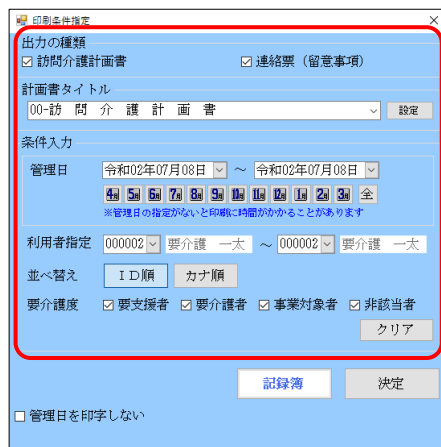 印刷条件指定
出力の種類
訪問介護計画書 連絡票（留意事項）
計画書タイトル
00-訪　問　介　護　計　画　書 設定
条件入力
管理日 令和02年07月08日 ～ 令和02年07月08日
4月 5月 6月 7月 8月 9月 10月 11月 12月 1月 2月 3月 全
※管理日の指定がないと印刷に時間がかかることがあります
利用者指定 000002 要介護　一太 ～ 000002 要介護　一太
並べ替え ＩＤ順 カナ順
要介護度 要支援者 要介護者 事業対象者 非該当者
クリア
記録簿 決定
管理日を印字しない